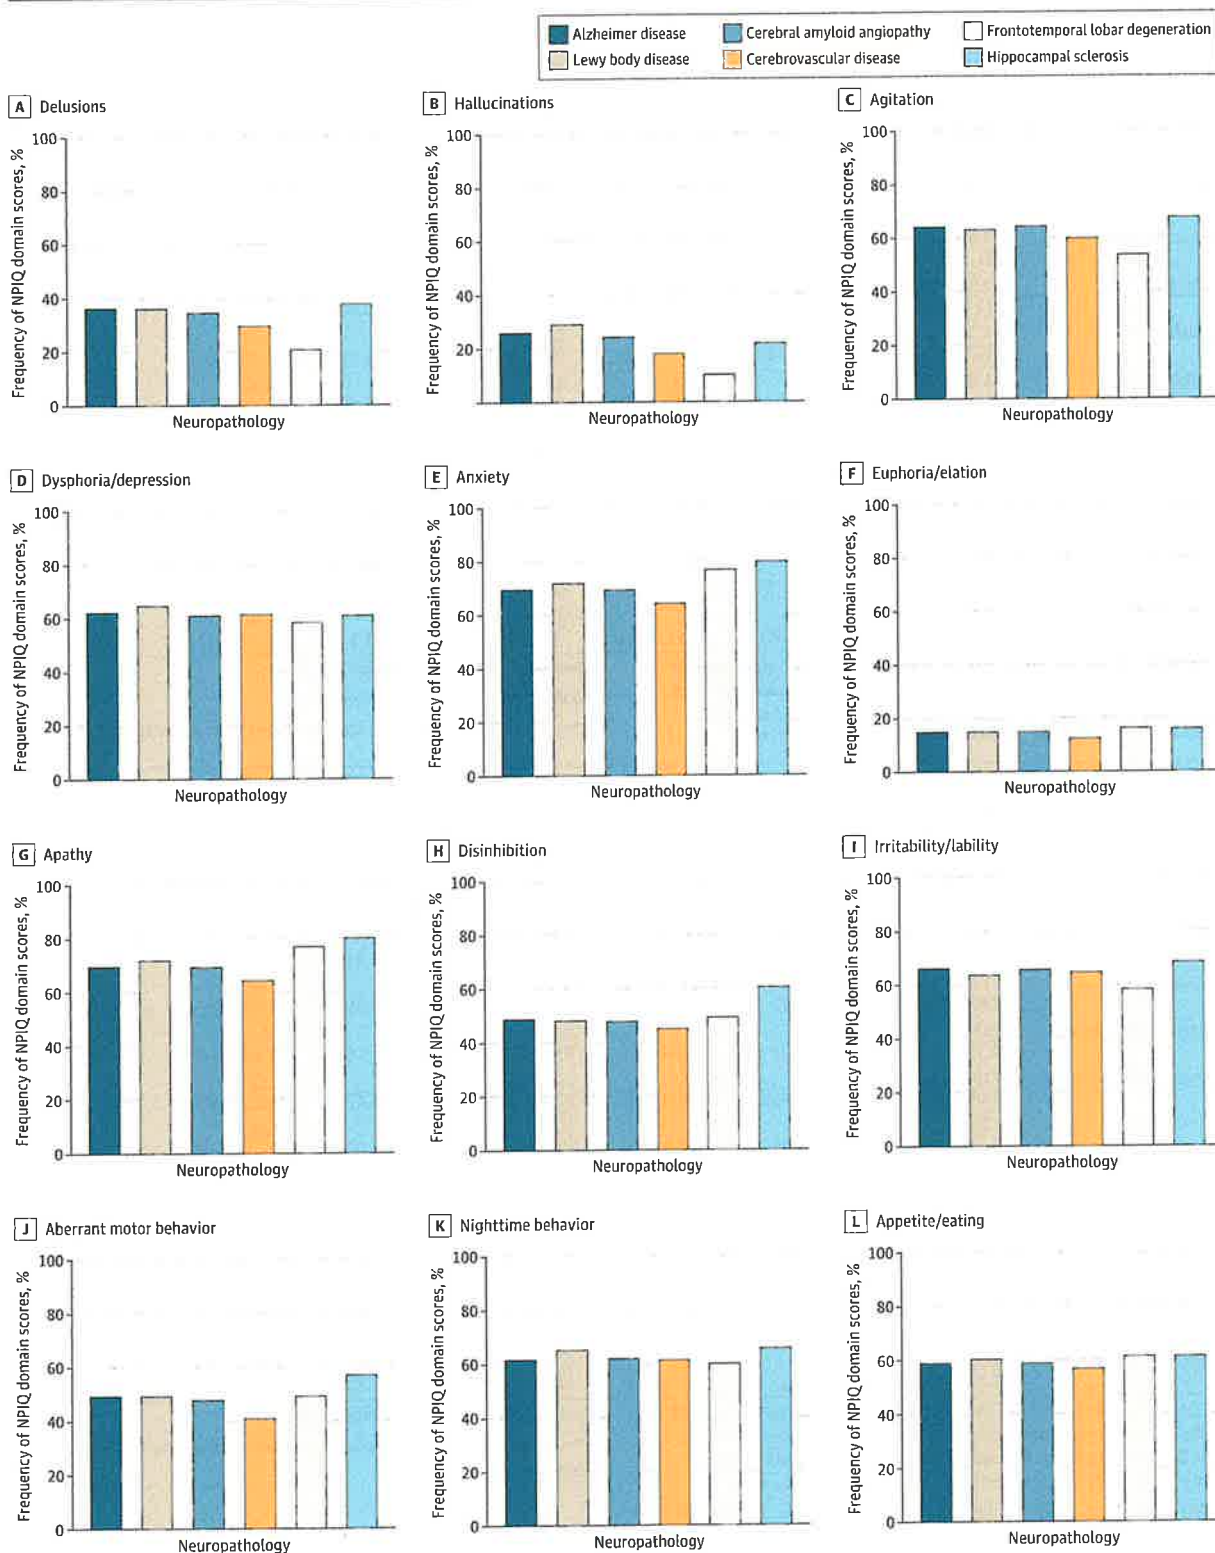 Alzheimer disease
Cerebral amyloid angiopathy
Frontotemporal lobar degeneration
Lewy body disease
Cerebrovascular disease
Hippocampal sclerosis
A Delusions
Frequency of NPIQ domain scores, %
100
80
60
40
20
0
Neuropathology
B Hallucinations
Frequency of NPIQ domain scores, %
100
80
60
40
20
Neuropathology
C Agitation
Frequency of NPIQ domain scores, %
100
80
60
40
20
0
Neuropathology
D Dysphoria/depression
Frequency of NPIQ domain scores, %
100
80
60
40
20
0
Neuropathology
E Anxiety
Frequency of NPIQ domain scores, %
100
80
60
40
20
0
Neuropathology
F Euphoria/elation
Frequency of NPIQ domain scores, %
100
80
60
40
20
0
Neuropathology
G Apathy
Frequency of NPIQ domain scores, %
100
80
60
40
20
0
Neuropathology
H Disinhibition
Frequency of NPIQ domain scores, %
100
80
60
40
20
0
Neuropathology
I Irritability/lability
Frequency of NPIQ domain scores, %
100
80
60
40
20
0
Neuropathology
J Aberrant motor behavior
Frequency of NPIQ domain scores, %
100
80
60
40
20
0
Neuropathology
K Nighttime behavior
Frequency of NPIQ domain scores, %
100
80
60
40
20
0
Neuropathology
L Appetite/eating
Frequency of NPIQ domain scores, %
100
80
60
40
20
0
Neuropathology